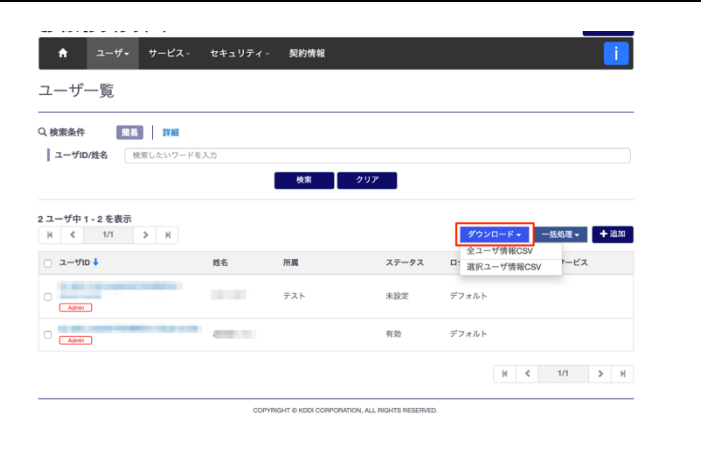 ユーザ サービス セキュリティ 契約情報 i
ユーザ一覧
検索条件 簡易 詳細
ユーザID/姓名 検索したいワードを入力
検索 クリア
2 ユーザ中 1 - 2 を表示
1/1 ダウンロード 一括処理 追加
全ユーザ情報CSV
選択ユーザ情報CSV
ユーザID 姓名 所属 ステータス
テスト 未設定 デフォルト
Admin
有効 デフォルト
Admin
1/1
COPYRIGHT © KDDI CORPORATION, ALL RIGHTS RESERVED.